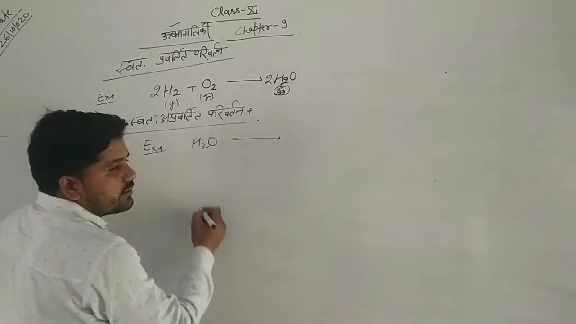 Class-XI
ऊष्मागतिकी Chapter-9
स्वतः प्रवर्तित परिवर्तन
Ex→ 2H₂ + O₂ ⟶ 2H₂O
(g) (g)
स्वतः अप्रवर्तित परिवर्तन
Ex→ H₂O ⟶